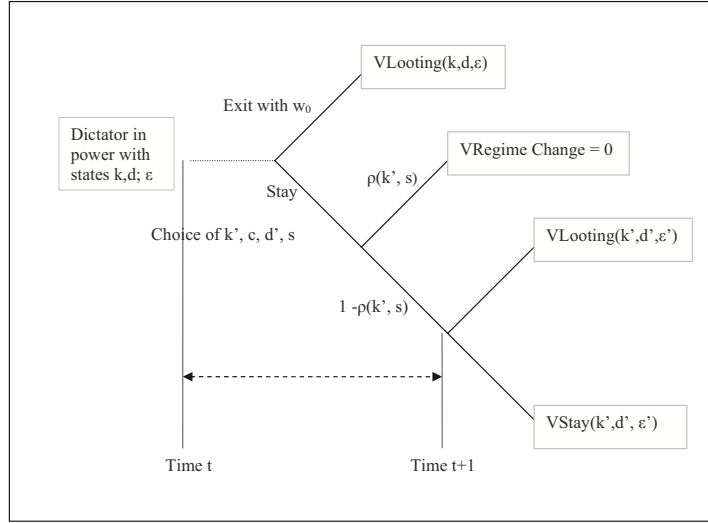 VLooting(k,d,ε)
Exit with w₀
Dictator in
power with
states k,d; ε
VRegime Change = 0
ρ(k’, s)
Stay
Choice of k’, c, d’, s
VLooting(k’,d’,ε’)
1 -ρ(k’, s)
VStay(k’,d’, ε’)
Time t
Time t+1